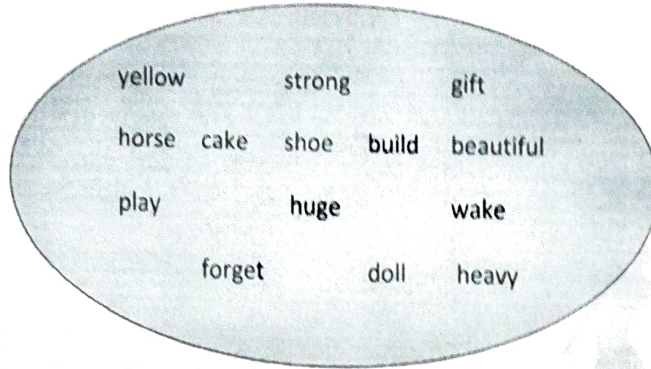 yellow strong gift
horse cake shoe build beautiful
play huge wake
forget doll heavy